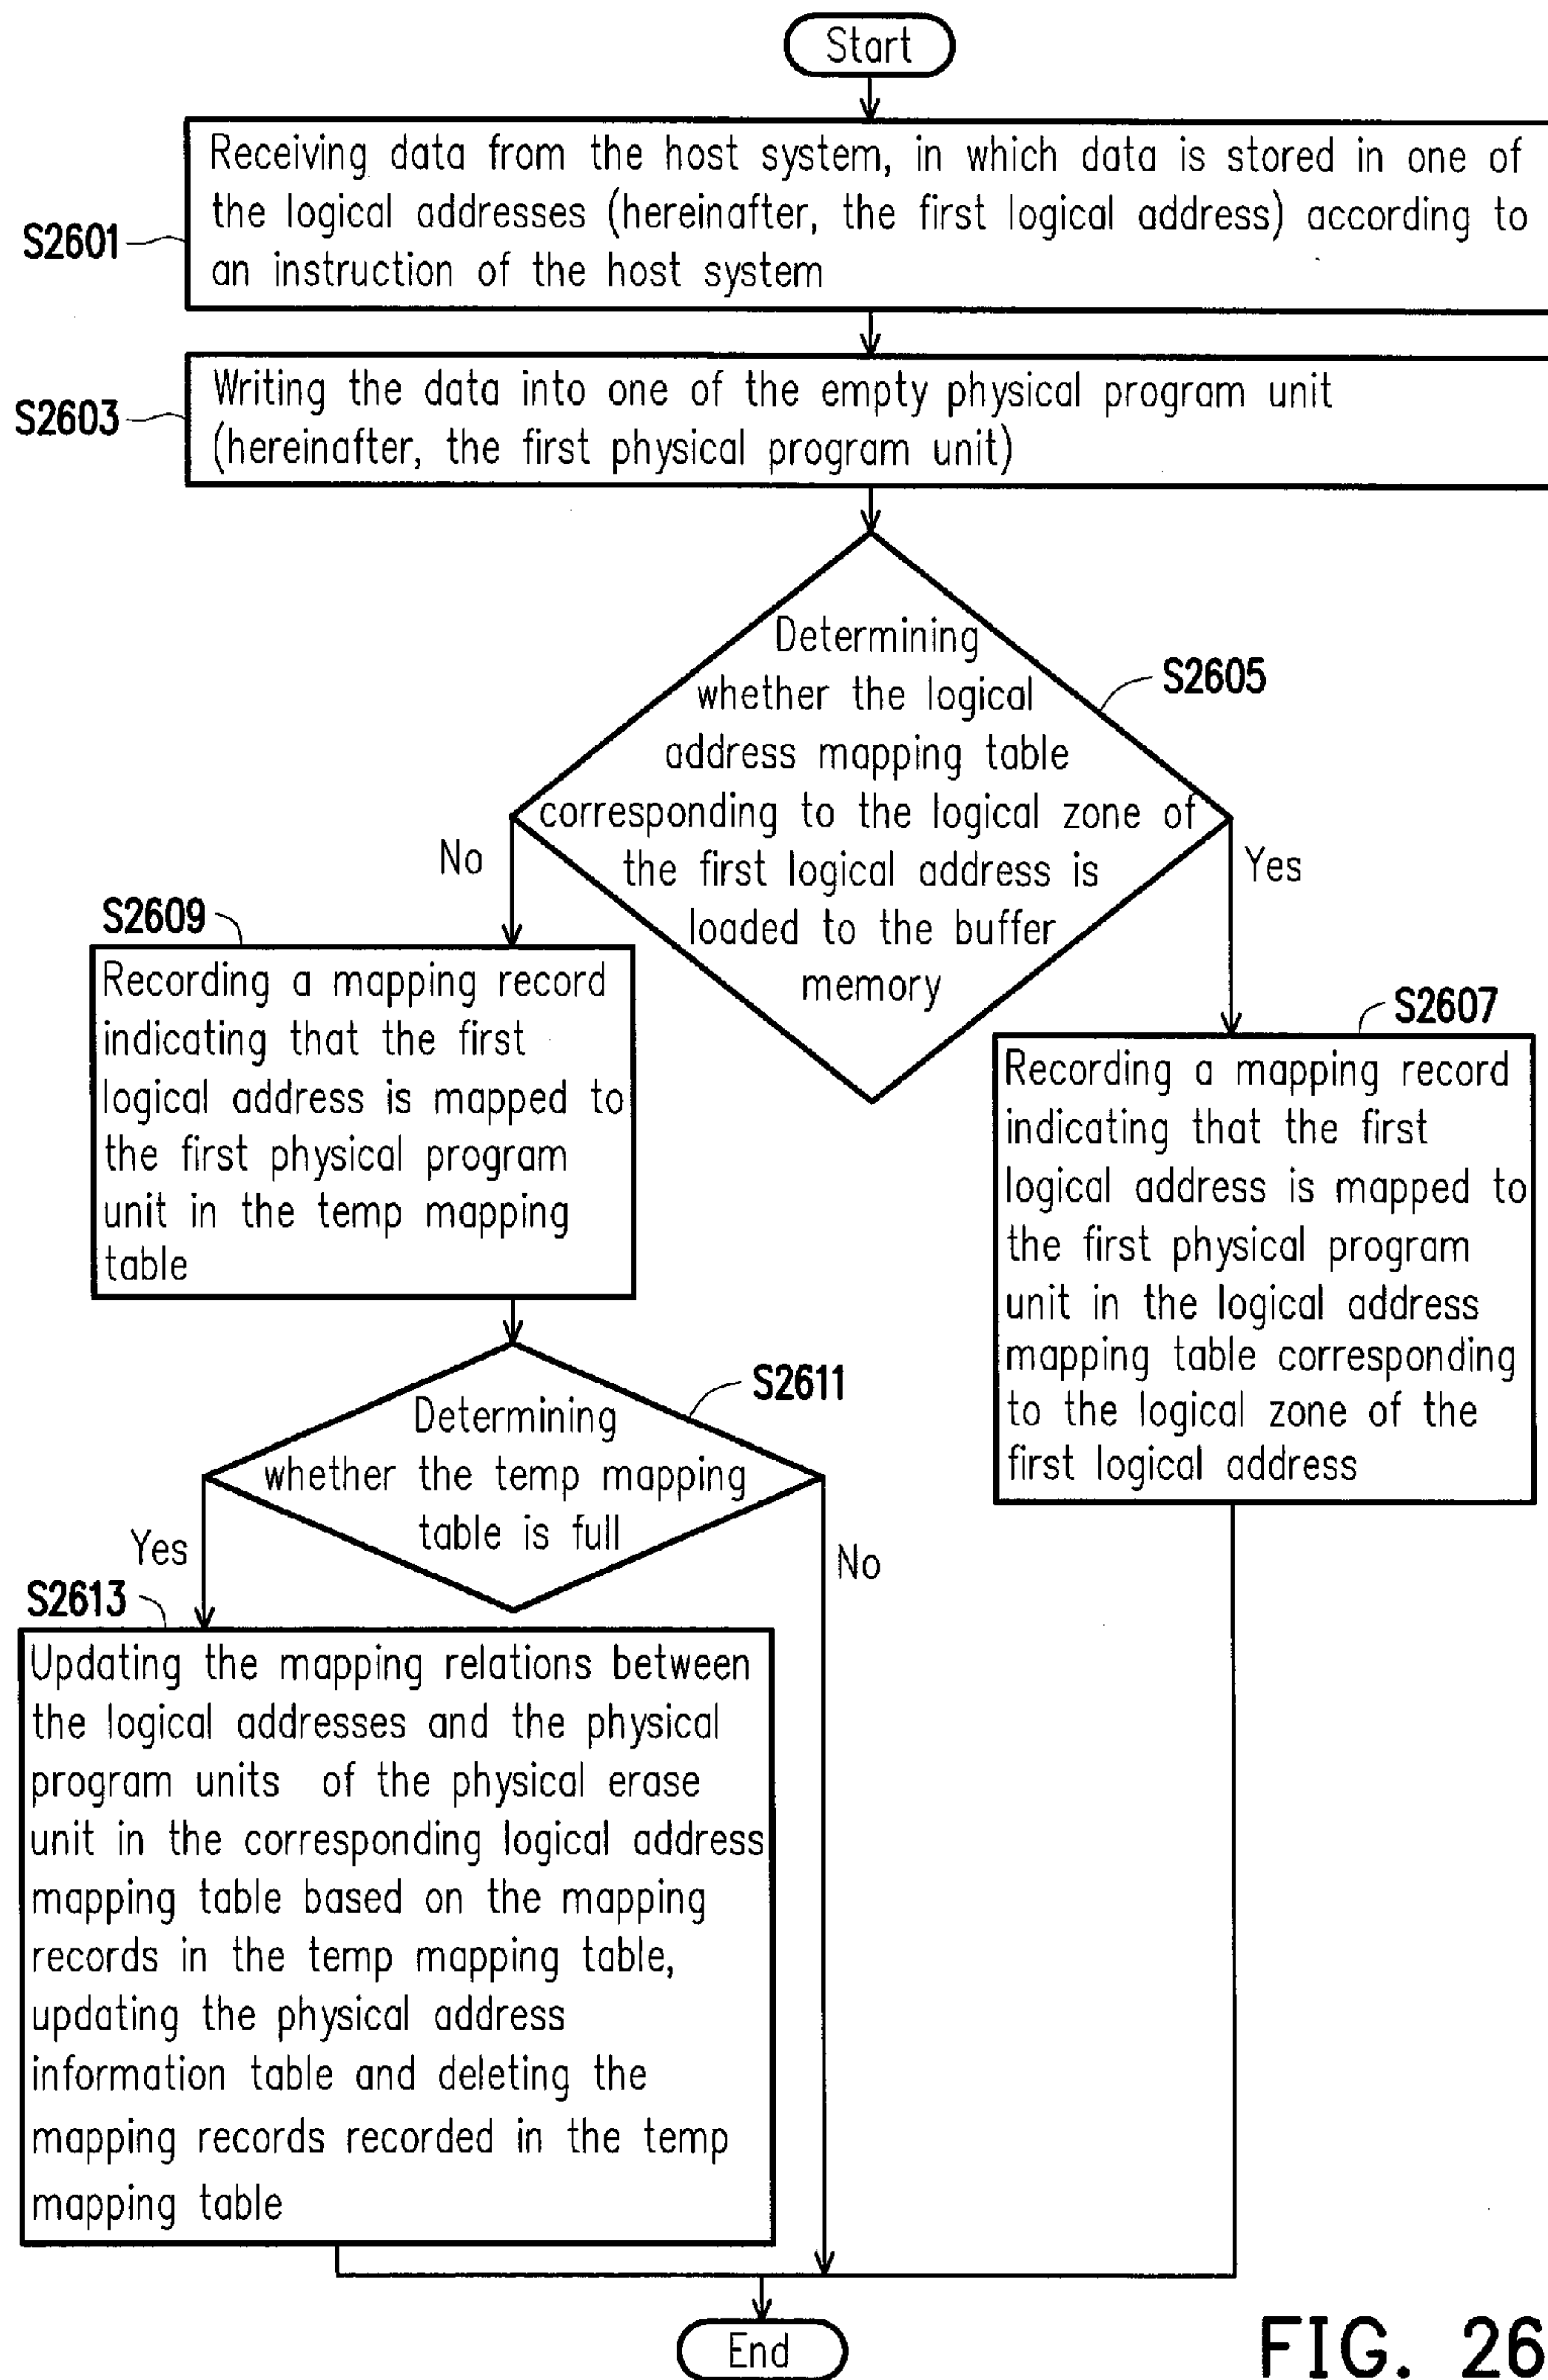 Start
Receiving data from the host system, in which data is stored in one of
the logical addresses (hereinafter, the first logical address) according to
an instruction of the host system
S2601
Writing the data into one of the empty physical program unit
(hereinafter, the first physical program unit)
S2603
Determining
whether the logical
address mapping table
corresponding to the logical zone of
the first logical address is
loaded to the buffer
memory
S2605
No
Yes
S2609
Recording a mapping record
indicating that the first
logical address is mapped to
the first physical program
unit in the temp mapping
table
S2607
Recording a mapping record
indicating that the first
logical address is mapped to
the first physical program
unit in the logical address
mapping table corresponding
to the logical zone of the
first logical address
Determining
whether the temp mapping
table is full
S2611
Yes
No
S2613
Updating the mapping relations between
the logical addresses and the physical
program units of the physical erase
unit in the corresponding logical address
mapping table based on the mapping
records in the temp mapping table,
updating the physical address
information table and deleting the
mapping records recorded in the temp
mapping table
End
FIG. 26